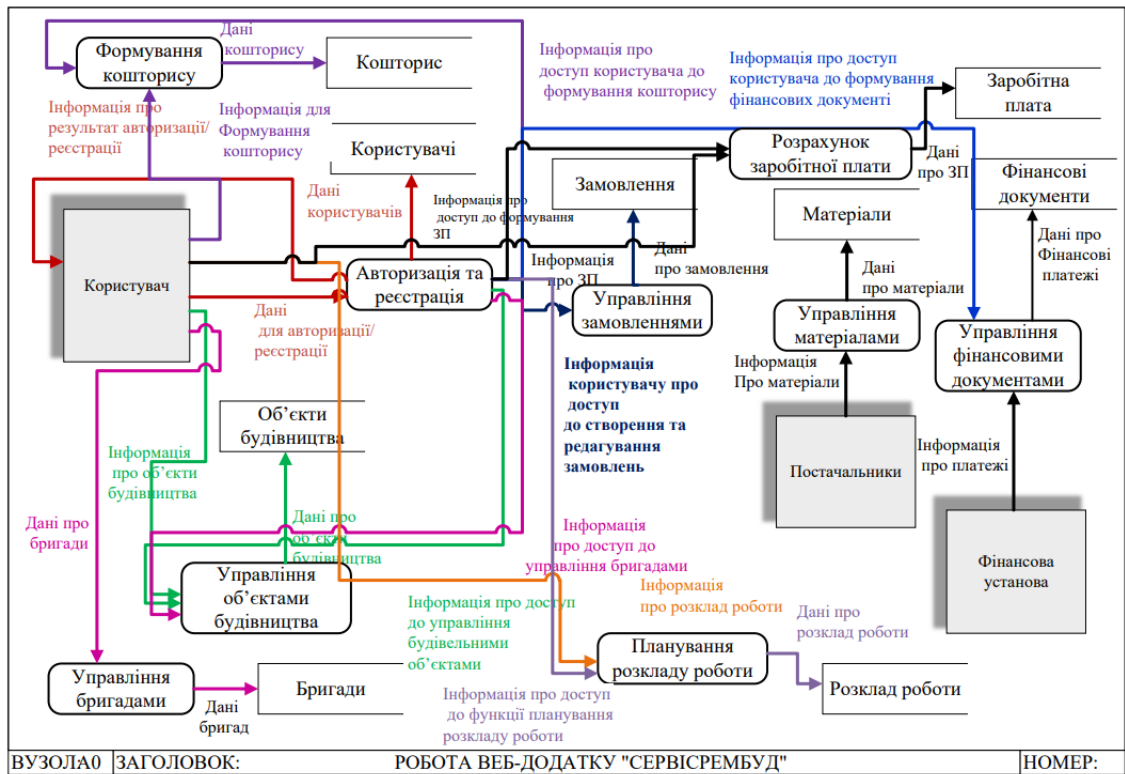 Формування
кошторису
Дані
кошторису
Кошторис
Інформація про
доступ користувача до
формування кошторису
Інформація про доступ
користувача до формування
фінансових документі
Заробітна
плата
Інформація про
результат авторизації/
реєстрації
Інформація для
Формування
кошторису
Користувачі
Замовлення
Розрахунок
заробітної плати
Дані
про ЗП
Фінансові
документи
Матеріали
Користувач
Дані
користувачів
Інформація про
доступ до формування
ЗП
Авторизація та
реєстрація
Інформація
про ЗП
Дані
про замовлення
Управління
замовленнями
Дані
про матеріали
Управління
матеріалами
Дані про
Фінансові
платежі
Управління
фінансовими
документами
Дані
для авторизації/
реєстрації
Інформація
користувачу про
доступ
до створення та
редагування
замовлень
Інформація
Про матеріали
Постачальники
Інформація
про платежі
Фінансова
установа
Об’єкти
будівництва
Інформація
про об’єкти
будівництва
Дані про
бригади
Дані про
об’єкти
будівництва
Інформація
про доступ до
управління бригадами
Управління
об’єктами
будівництва
Інформація про доступ
до управління
будівельними
об’єктами
Інформація
про розклад роботи
Дані про
розклад роботи
Планування
розкладу роботи
Управління
бригадами
Дані
бригад
Бригади
Інформація про доступ
до функції планування
розкладу роботи
Розклад роботи
ВУЗОЛ:A0 ЗАГОЛОВОК: РОБОТА ВЕБ-ДОДАТКУ "СЕРВІСРЕМБУД" НОМЕР: